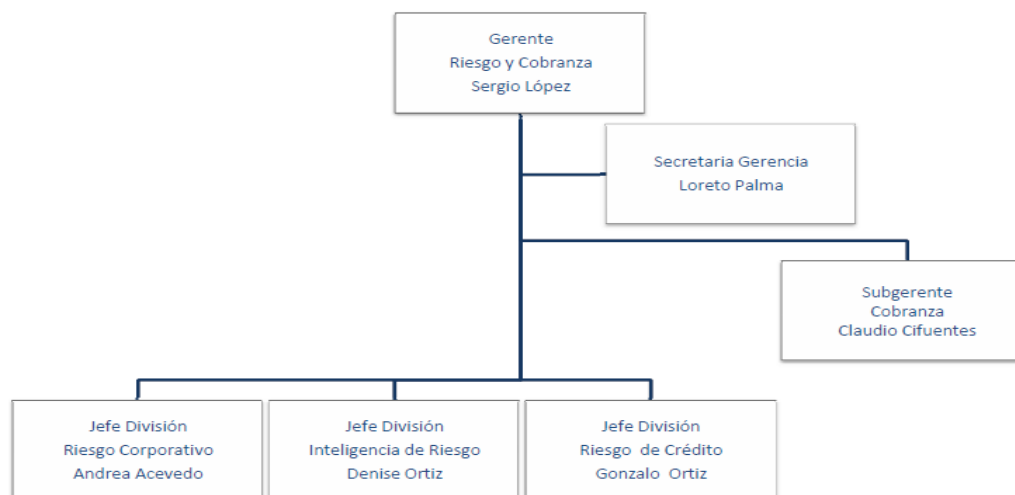 Gerente
Riesgo y Cobranza
Sergio López
Secretaria Gerencia
Loreto Palma
Subgerente
Cobranza
Claudio Cifuentes
Jefe División
Riesgo Corporativo
Andrea Acevedo
Jefe División
Inteligencia de Riesgo
Denise Ortiz
Jefe División
Riesgo de Crédito
Gonzalo Ortiz